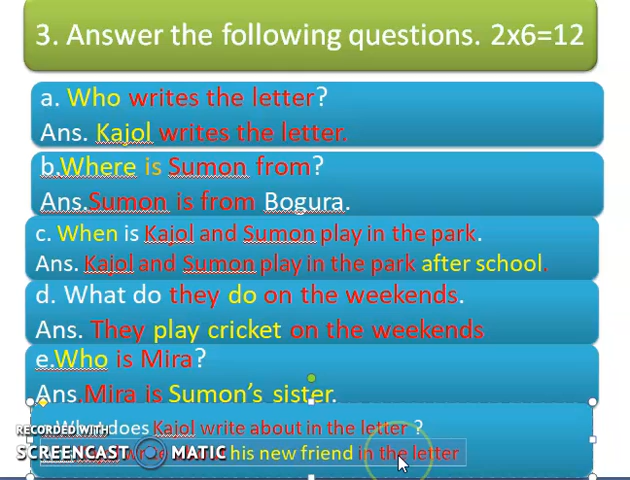 3. Answer the following questions. 2x6=12
a. Who writes the letter?
Ans. Kajol writes the letter.
b.Where is Sumon from?
Ans.Sumon is from Bogura.
c. When is Kajol and Sumon play in the park.
Ans. Kajol and Sumon play in the park after school.
d. What do they do on the weekends.
Ans. They play cricket on the weekends
e.Who is Mira?
Ans.Mira is Sumon's sister.
does Kajol write about in the letter ?
RECORDED WITH
his new friend in the letter
SCREENCAST MATIC